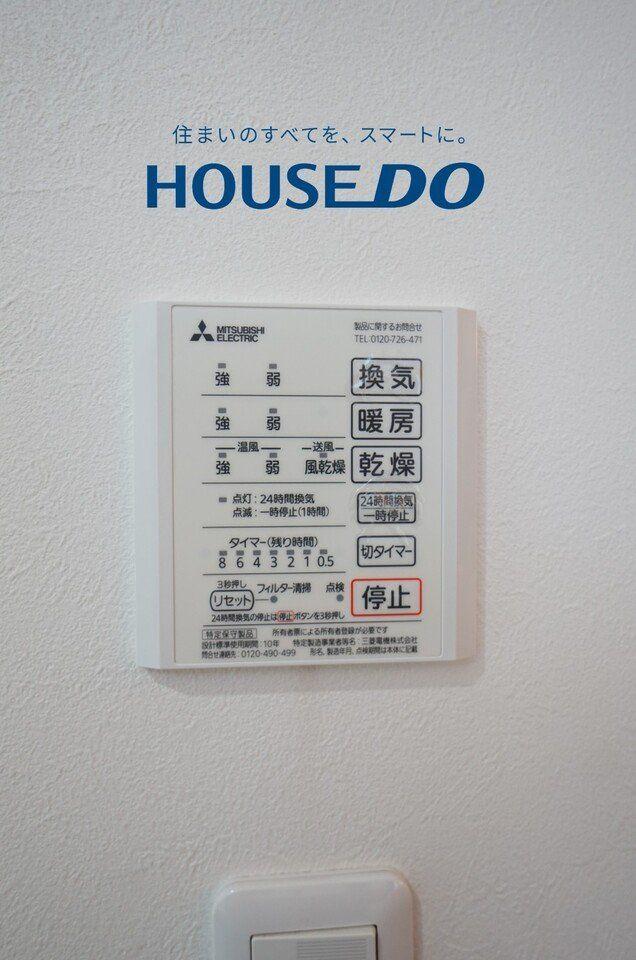 住まいのすべてを、スマートに。
HOUSEDO
MITSUBISHI ELECTRIC
製品に関するお問合せ
TEL:0120-726-471
強 弱 換気
強 弱 暖房
温風 送風
強 弱 風乾燥 乾燥
点灯：24時間換気
点滅：一時停止(1時間)
24時間換気
一時停止
タイマー(残り時間)
8 6 4 3 2 1 0.5
切タイマー
3秒押し
リセット フィルター清掃 点検
停止
24時間換気の停止は停止ボタンを3秒押し
特定保守製品 所有者票による所有者登録が必要です
設計標準使用期間：10年 特定製造事業者等名：三菱電機株式会社
問合せ連絡先：0120-490-499 形名、製造年月、点検期間は本体に記載